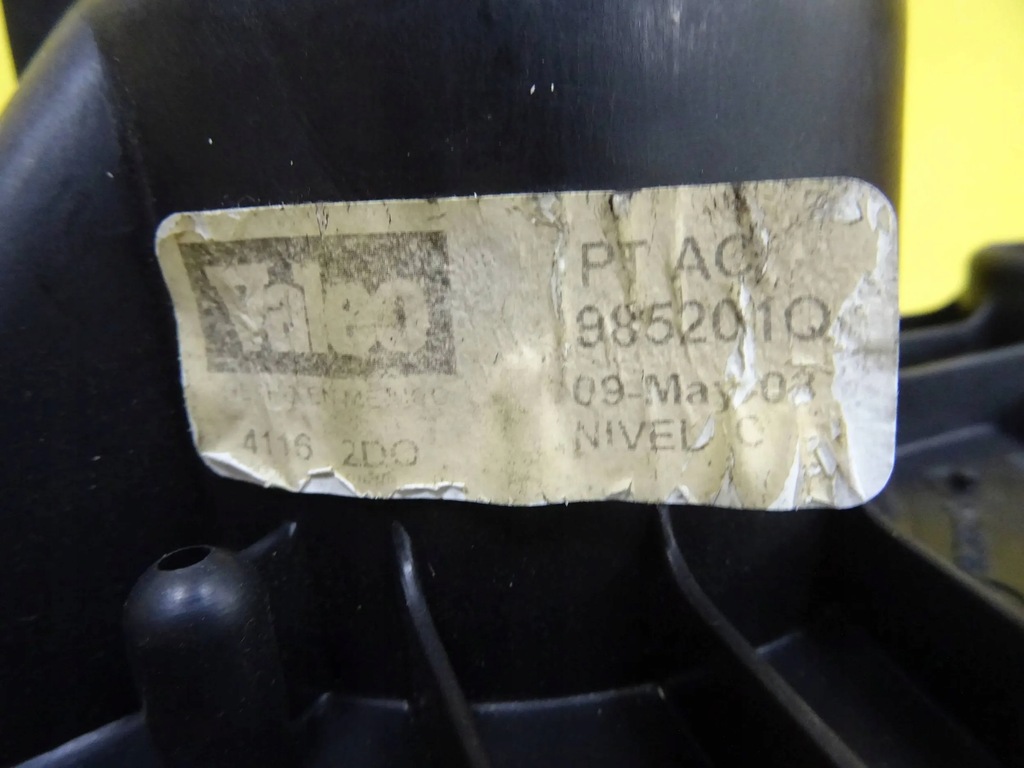 Valeo
4116 2DO
PT AC
985201Q
09-May-03
NIVEL C